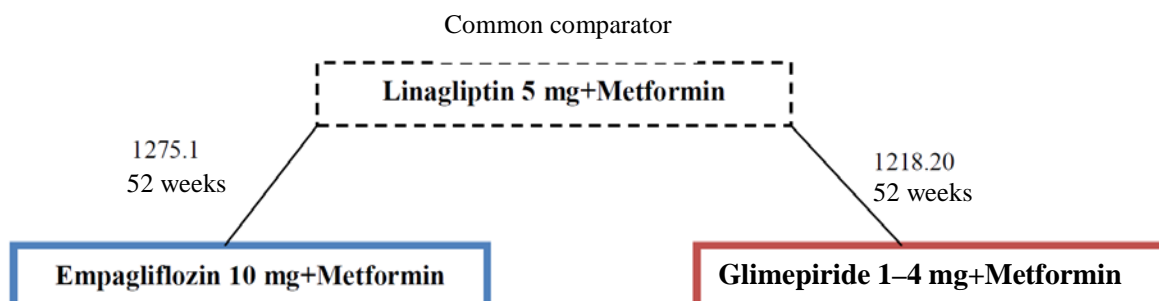 Common comparator
Linagliptin 5 mg+Metformin
1275.1
52 weeks
1218.20
52 weeks
Empagliflozin 10 mg+Metformin
Glimepiride 1–4 mg+Metformin